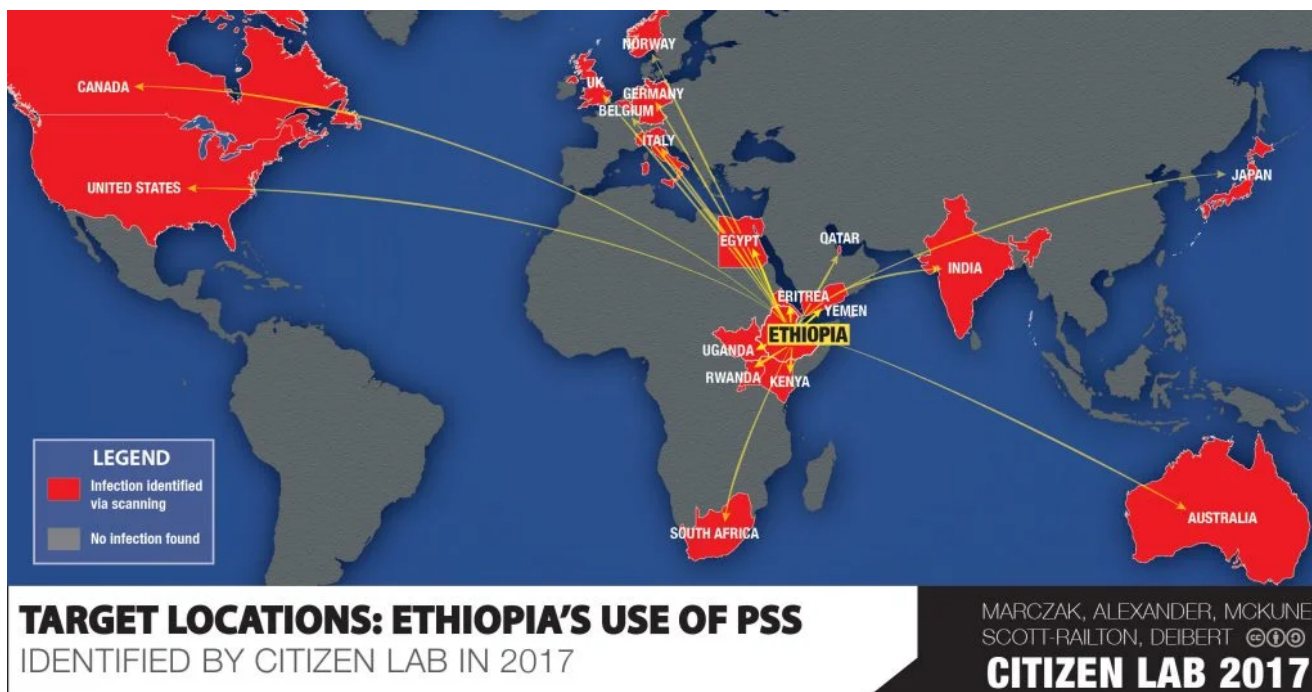 NORWAY
CANADA
UK
GERMANY
BELGIUM
ITALY
JAPAN
UNITED STATES
EGYPT
QATAR
INDIA
ERITREA
YEMEN
ETHIOPIA
UGANDA
RWANDA
KENYA
LEGEND
Infection identified
via scanning
No infection found
SOUTH AFRICA
AUSTRALIA
TARGET LOCATIONS: ETHIOPIA'S USE OF PSS
IDENTIFIED BY CITIZEN LAB IN 2017
MARCZAK, ALEXANDER, MCKUNE
SCOTT-RAILTON, DEIBERT
CITIZEN LAB 2017